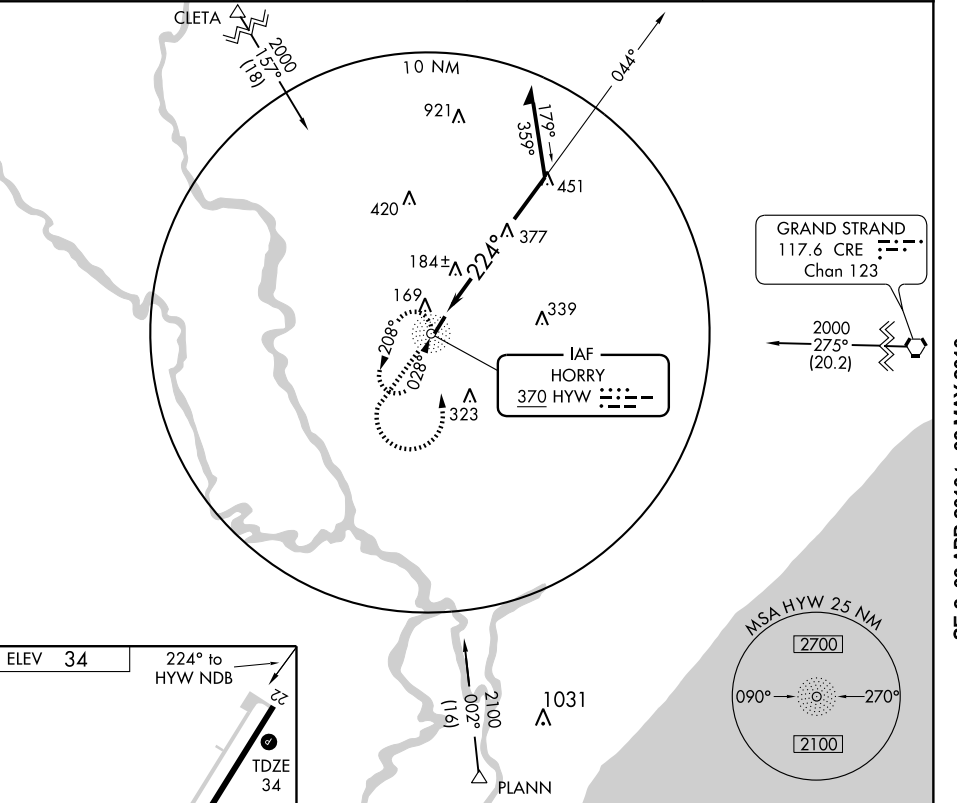 CLETA
2000
157°
(18)
10 NM
044°
921
179°
359°
451
420
377
GRAND STRAND
117.6 CRE
Chan 123
224°
184±
169
339
2000
275°
(20.2)
208°
028°
IAF
HORRY
370 HYW
323
MSA HYW 25 NM
2700
090°
270°
2100
ELEV 34
224° to
HYW NDB
22
TDZE
34
P
2100
002°
(16)
1031
PLANN